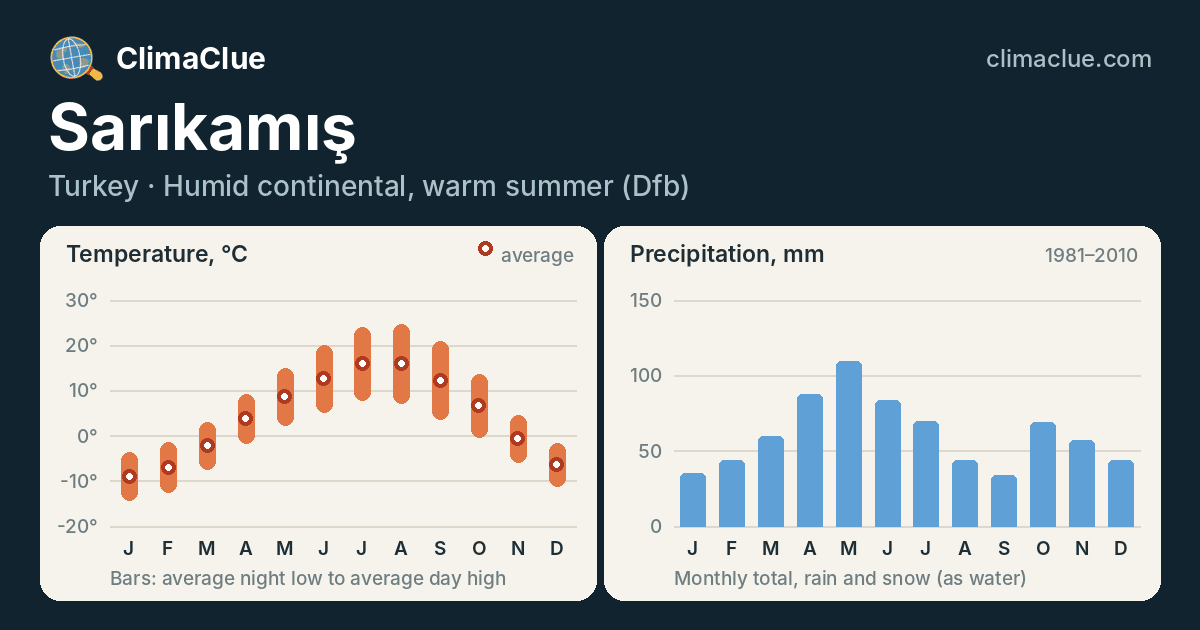 ClimaClue
climaclue.com
Sarıkamış
Turkey · Humid continental, warm summer (Dfb)
Temperature, °C
average
30°
20°
10°
0°
-10°
-20°
J F M A M J J A S O N D
Bars: average night low to average day high
Precipitation, mm
1981–2010
150
100
50
0
J F M A M J J A S O N D
Monthly total, rain and snow (as water)